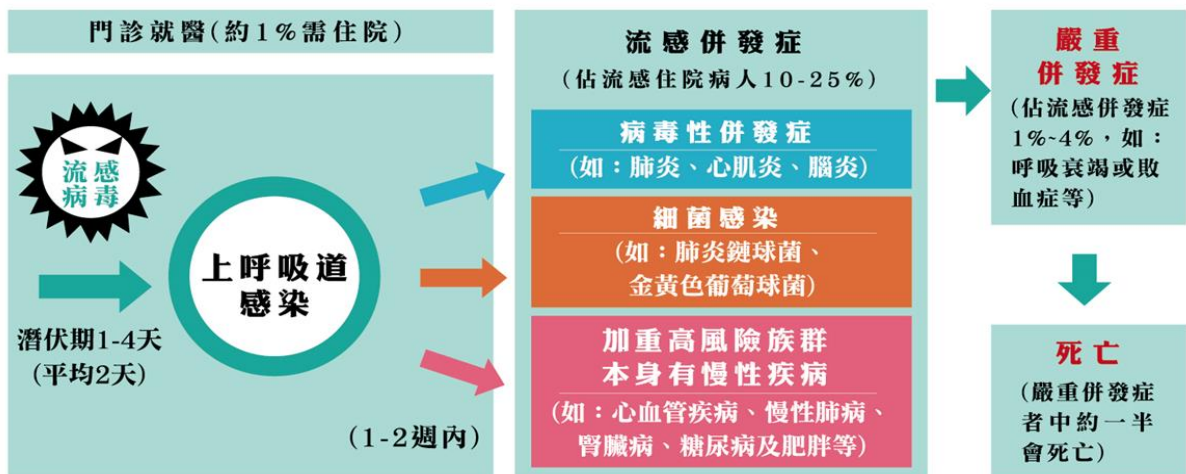 門診就醫(約1%需住院)
流感
病毒
上呼吸道
感染
潛伏期1-4天
(平均2天)
(1-2週內)
流感併發症
(佔流感住院病人10-25%)
病毒性併發症
(如：肺炎、心肌炎、腦炎)
細菌感染
(如：肺炎鏈球菌、
金黃色葡萄球菌)
加重高風險族群
本身有慢性疾病
(如：心血管疾病、慢性肺病、
腎臟病、糖尿病及肥胖等)
嚴重
併發症
(佔流感併發症
1%~4%，如：
呼吸衰竭或敗
血症等)
死亡
(嚴重併發症
者中約一半
會死亡)